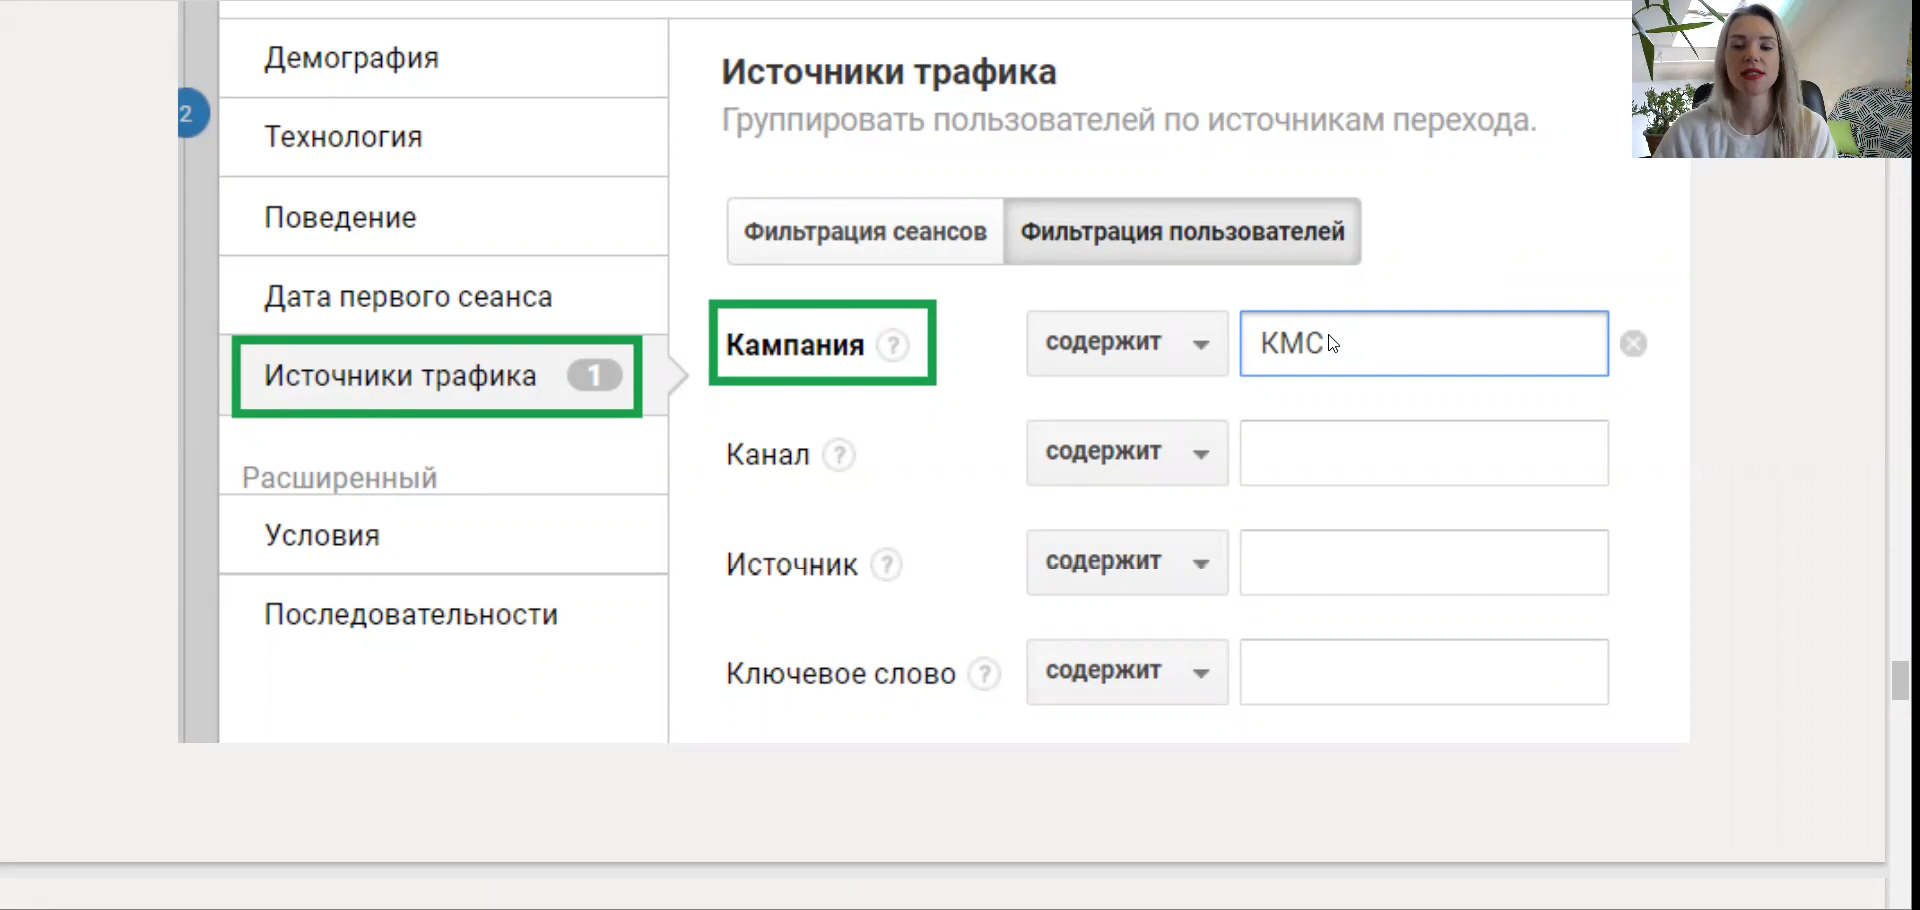 Демография
Технология
Поведение
Дата первого сеанса
Источники трафика 1
Расширенный
Условия
Последовательности
2
Источники трафика
Группировать пользователей по источникам перехода.
Фильтрация сеансов Фильтрация пользователей
Кампания ? содержит КМС
Канал ? содержит
Источник ? содержит
Ключевое слово ? содержит